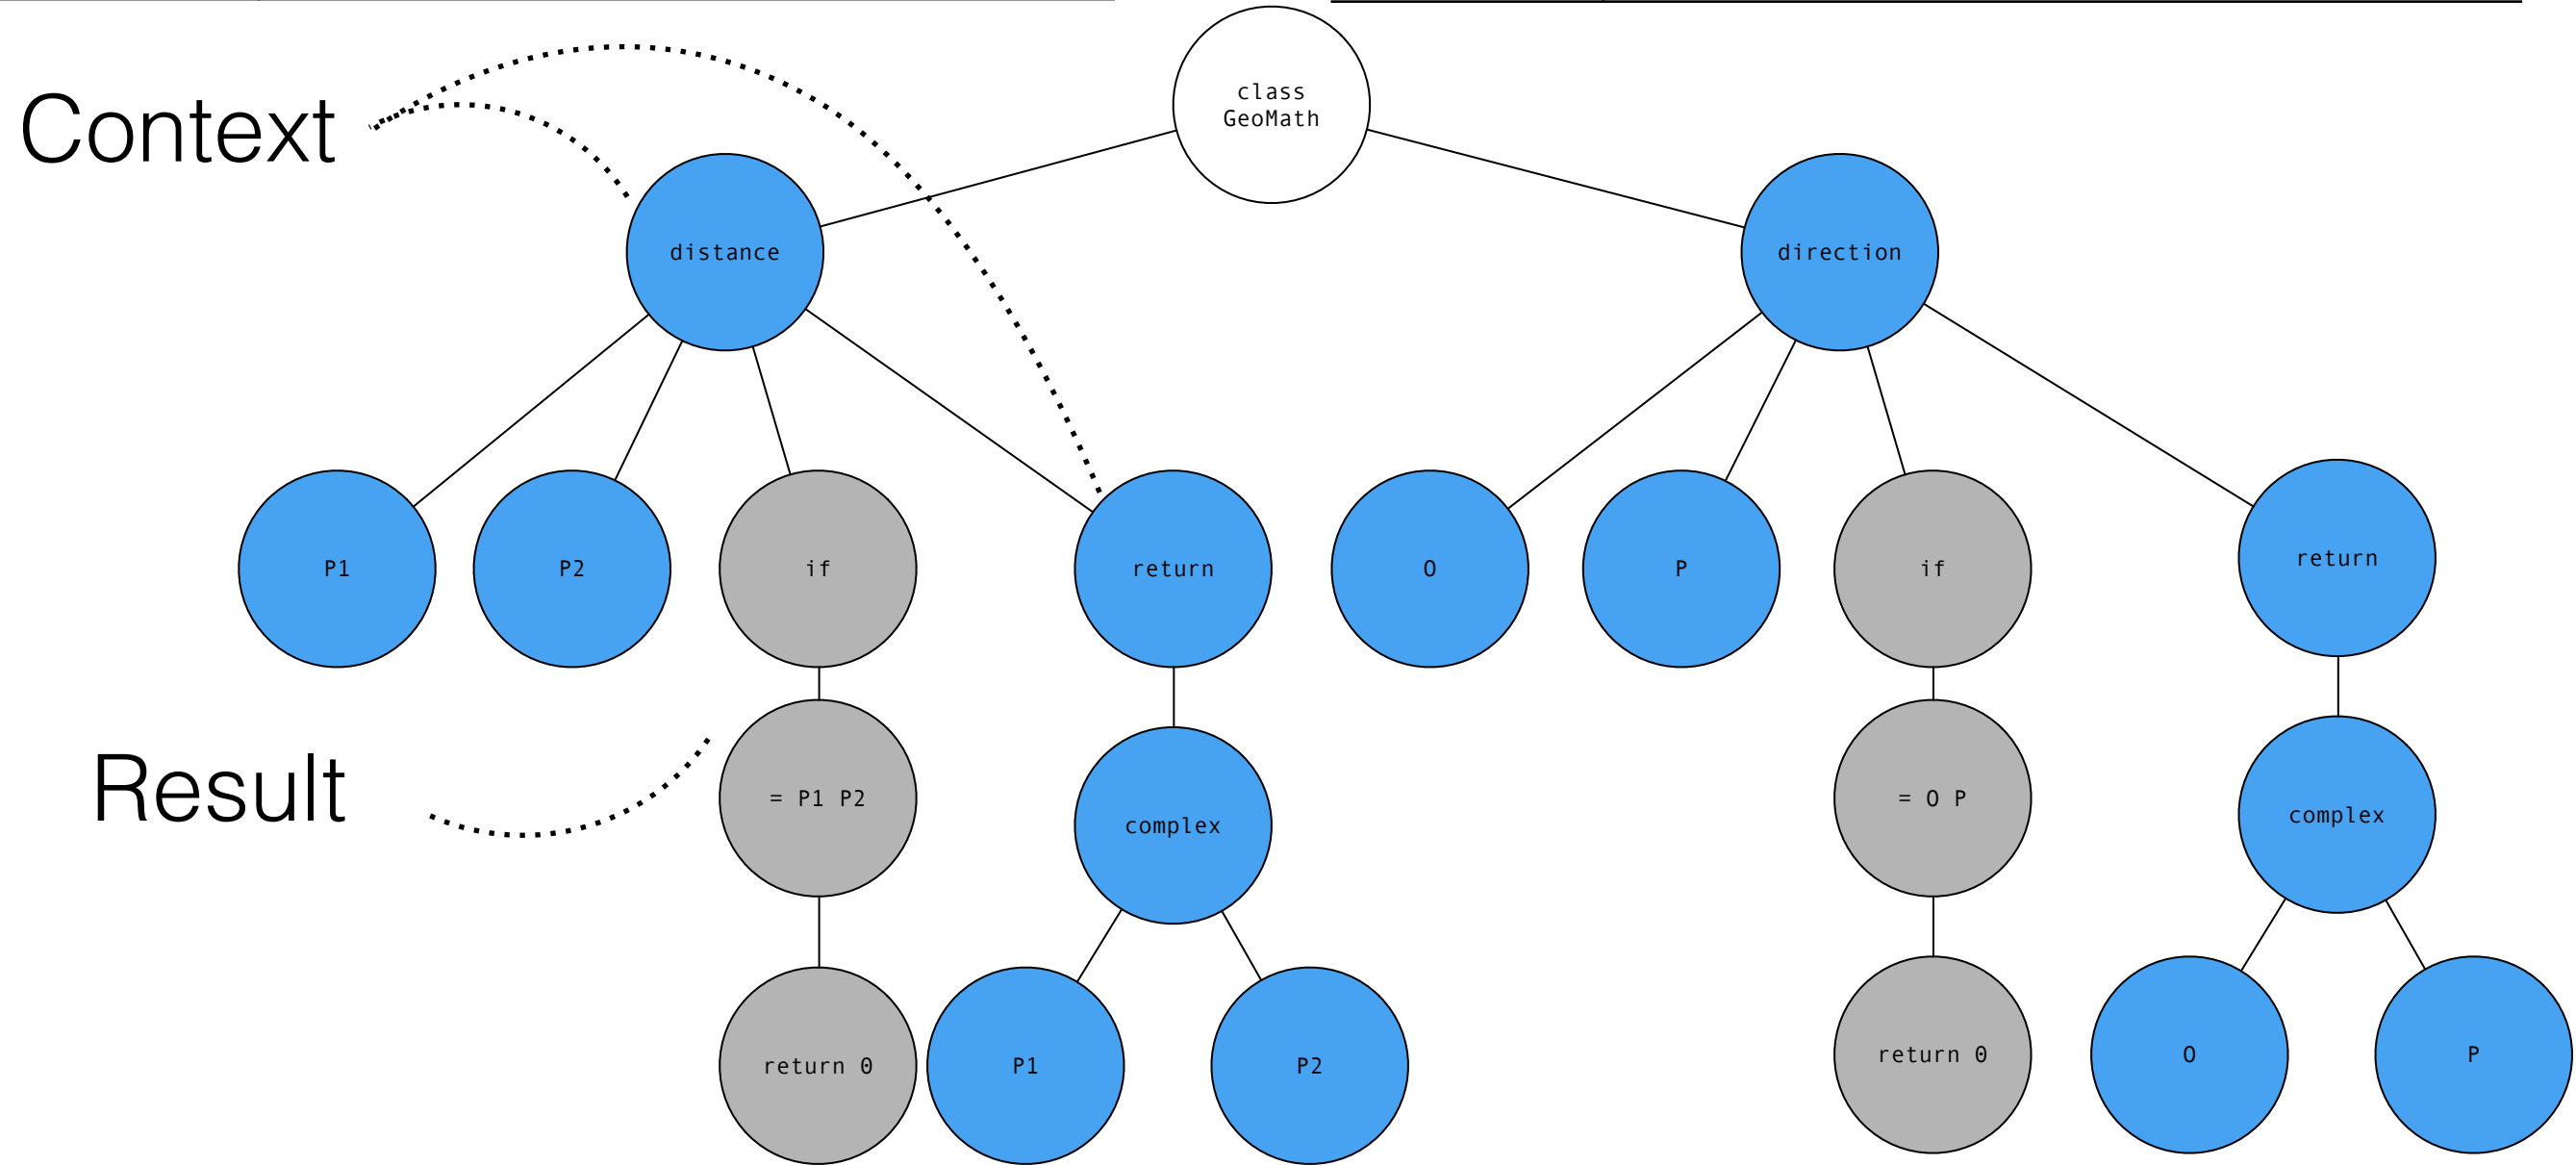 class
GeoMath
Context
distance
direction
P1
P2
if
return
O
P
if
return
Result
= P1 P2
complex
= O P
complex
return 0
P1
P2
return 0
O
P